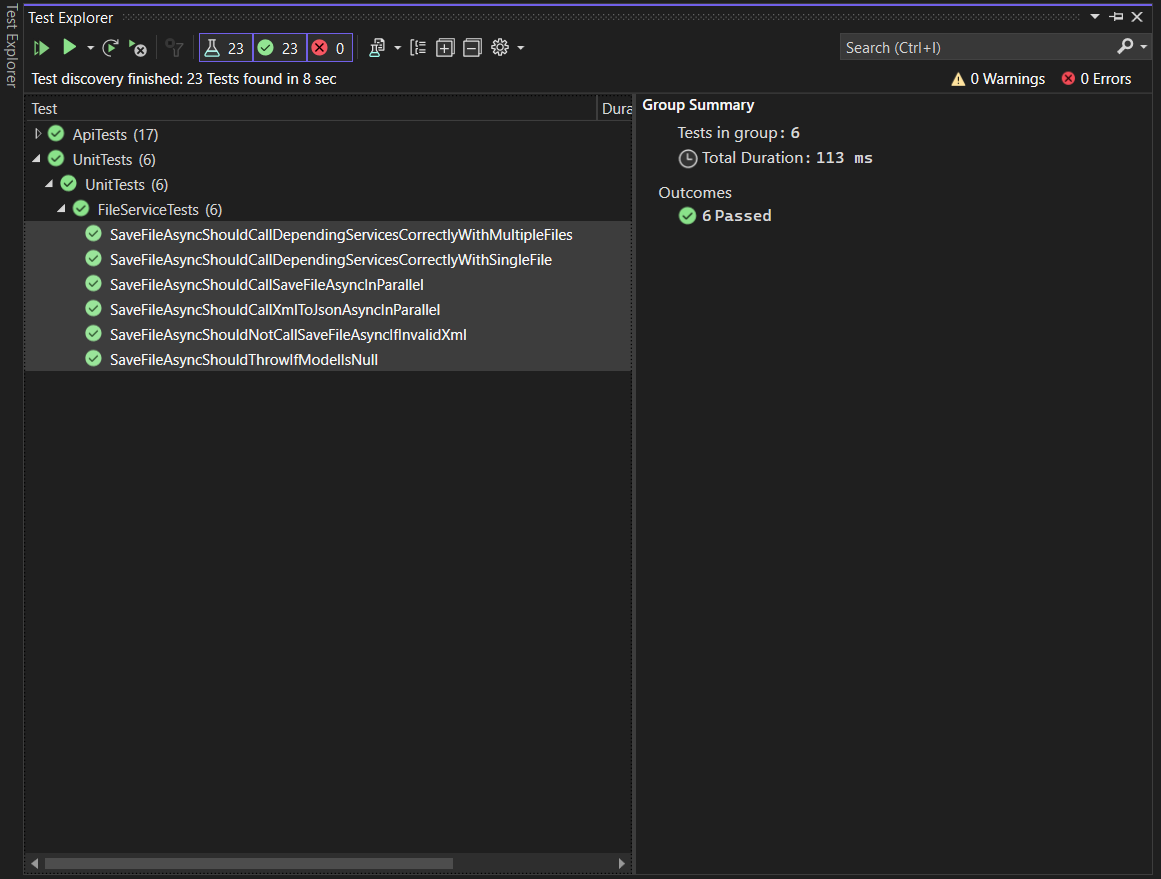 Test Explorer
Test Explorer
23 23 0
Search (Ctrl+I)
Test discovery finished: 23 Tests found in 8 sec
0 Warnings 0 Errors
Test Dura
ApiTests (17)
UnitTests (6)
UnitTests (6)
FileServiceTests (6)
SaveFileAsyncShouldCallDependingServicesCorrectlyWithMultipleFiles
SaveFileAsyncShouldCallDependingServicesCorrectlyWithSingleFile
SaveFileAsyncShouldCallSaveFileAsyncInParallel
SaveFileAsyncShouldCallXmlToJsonAsyncInParallel
SaveFileAsyncShouldNotCallSaveFileAsyncIfInvalidXml
SaveFileAsyncShouldThrowIfModelIsNull
Group Summary
Tests in group: 6
Total Duration: 113 ms
Outcomes
6 Passed